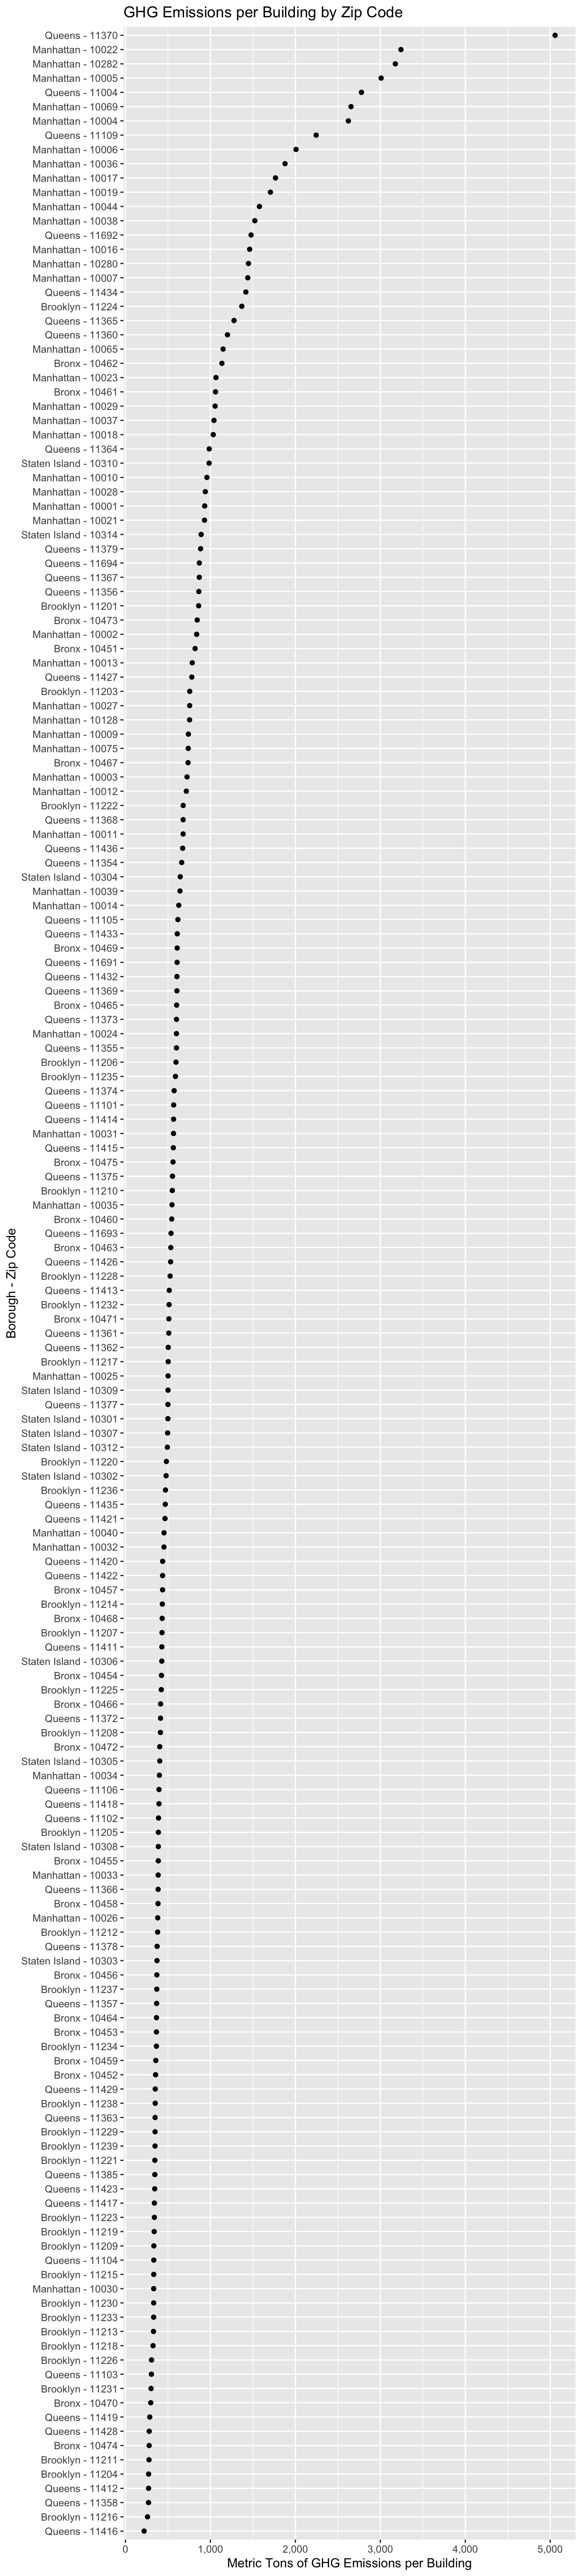 GHG Emissions per Building by Zip Code
Queens - 11370
Manhattan - 10022
Manhattan - 10282
Manhattan - 10005
Queens - 11004
Manhattan - 10069
Manhattan - 10004
Queens - 11109
Manhattan - 10006
Manhattan - 10036
Manhattan - 10017
Manhattan - 10019
Manhattan - 10044
Manhattan - 10038
Queens - 11692
Manhattan - 10016
Manhattan - 10280
Manhattan - 10007
Queens - 11434
Brooklyn - 11224
Queens - 11365
Queens - 11360
Manhattan - 10065
Bronx - 10462
Manhattan - 10023
Bronx - 10461
Manhattan - 10029
Manhattan - 10037
Manhattan - 10018
Queens - 11364
Staten Island - 10310
Manhattan - 10010
Manhattan - 10028
Manhattan - 10001
Manhattan - 10021
Staten Island - 10314
Queens - 11379
Queens - 11694
Queens - 11367
Queens - 11356
Brooklyn - 11201
Bronx - 10473
Manhattan - 10002
Bronx - 10451
Manhattan - 10013
Queens - 11427
Brooklyn - 11203
Manhattan - 10027
Manhattan - 10128
Manhattan - 10009
Manhattan - 10075
Bronx - 10467
Manhattan - 10003
Manhattan - 10012
Brooklyn - 11222
Queens - 11368
Manhattan - 10011
Queens - 11436
Queens - 11354
Staten Island - 10304
Manhattan - 10039
Manhattan - 10014
Queens - 11105
Queens - 11433
Bronx - 10469
Queens - 11691
Queens - 11432
Queens - 11369
Bronx - 10465
Queens - 11373
Manhattan - 10024
Queens - 11355
Brooklyn - 11206
Brooklyn - 11235
Queens - 11374
Queens - 11101
Queens - 11414
Manhattan - 10031
Queens - 11415
Bronx - 10475
Queens - 11375
Brooklyn - 11210
Manhattan - 10035
Bronx - 10460
Queens - 11693
Bronx - 10463
Queens - 11426
Brooklyn - 11228
Queens - 11413
Brooklyn - 11232
Bronx - 10471
Queens - 11361
Queens - 11362
Brooklyn - 11217
Manhattan - 10025
Staten Island - 10309
Queens - 11377
Staten Island - 10301
Staten Island - 10307
Staten Island - 10312
Brooklyn - 11220
Staten Island - 10302
Brooklyn - 11236
Queens - 11435
Queens - 11421
Manhattan - 10040
Manhattan - 10032
Queens - 11420
Queens - 11422
Bronx - 10457
Brooklyn - 11214
Bronx - 10468
Brooklyn - 11207
Queens - 11411
Staten Island - 10306
Bronx - 10454
Brooklyn - 11225
Bronx - 10466
Queens - 11372
Brooklyn - 11208
Bronx - 10472
Staten Island - 10305
Manhattan - 10034
Queens - 11106
Queens - 11418
Queens - 11102
Brooklyn - 11205
Staten Island - 10308
Bronx - 10455
Manhattan - 10033
Queens - 11366
Bronx - 10458
Manhattan - 10026
Brooklyn - 11212
Queens - 11378
Staten Island - 10303
Bronx - 10456
Brooklyn - 11237
Queens - 11357
Bronx - 10464
Bronx - 10453
Brooklyn - 11234
Bronx - 10459
Bronx - 10452
Queens - 11429
Brooklyn - 11238
Queens - 11363
Brooklyn - 11229
Brooklyn - 11239
Brooklyn - 11221
Queens - 11385
Queens - 11423
Queens - 11417
Brooklyn - 11223
Brooklyn - 11219
Brooklyn - 11209
Queens - 11104
Brooklyn - 11215
Manhattan - 10030
Brooklyn - 11230
Brooklyn - 11233
Brooklyn - 11213
Brooklyn - 11218
Brooklyn - 11226
Queens - 11103
Brooklyn - 11231
Bronx - 10470
Queens - 11419
Queens - 11428
Bronx - 10474
Brooklyn - 11211
Brooklyn - 11204
Queens - 11412
Queens - 11358
Brooklyn - 11216
Queens - 11416
Borough - Zip Code
0 1,000 2,000 3,000 4,000 5,000
Metric Tons of GHG Emissions per Building